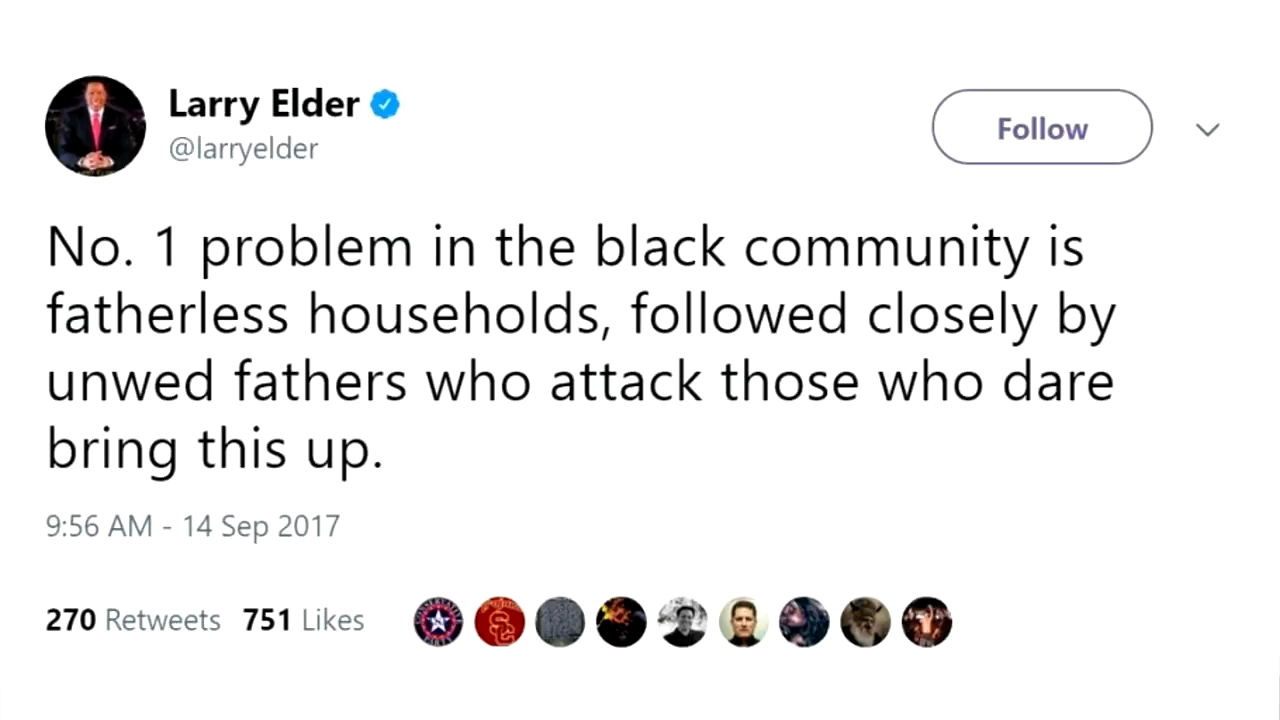 Larry Elder
@larryelder
Follow
No. 1 problem in the black community is
fatherless households, followed closely by
unwed fathers who attack those who dare
bring this up.
9:56 AM - 14 Sep 2017
270 Retweets 751 Likes